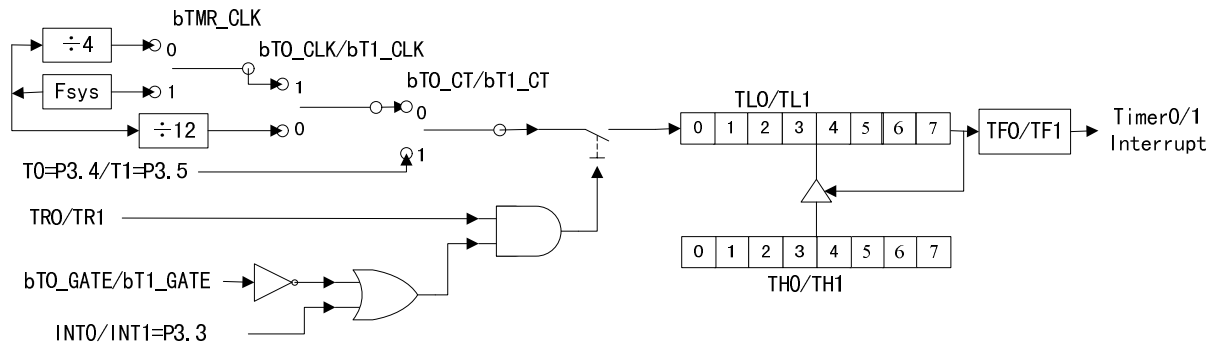 bTMR_CLK
÷4
0
bT0_CLK/bT1_CLK
Fsys
1
1
bT0_CT/bT1_CT
0
÷12
0
TL0/TL1
0 1 2 3 4 5 6 7
TF0/TF1
Timer0/1
Interrupt
T0=P3.4/T1=P3.5
1
TR0/TR1
0 1 2 3 4 5 6 7
TH0/TH1
bT0_GATE/bT1_GATE
INT0/INT1=P3.3